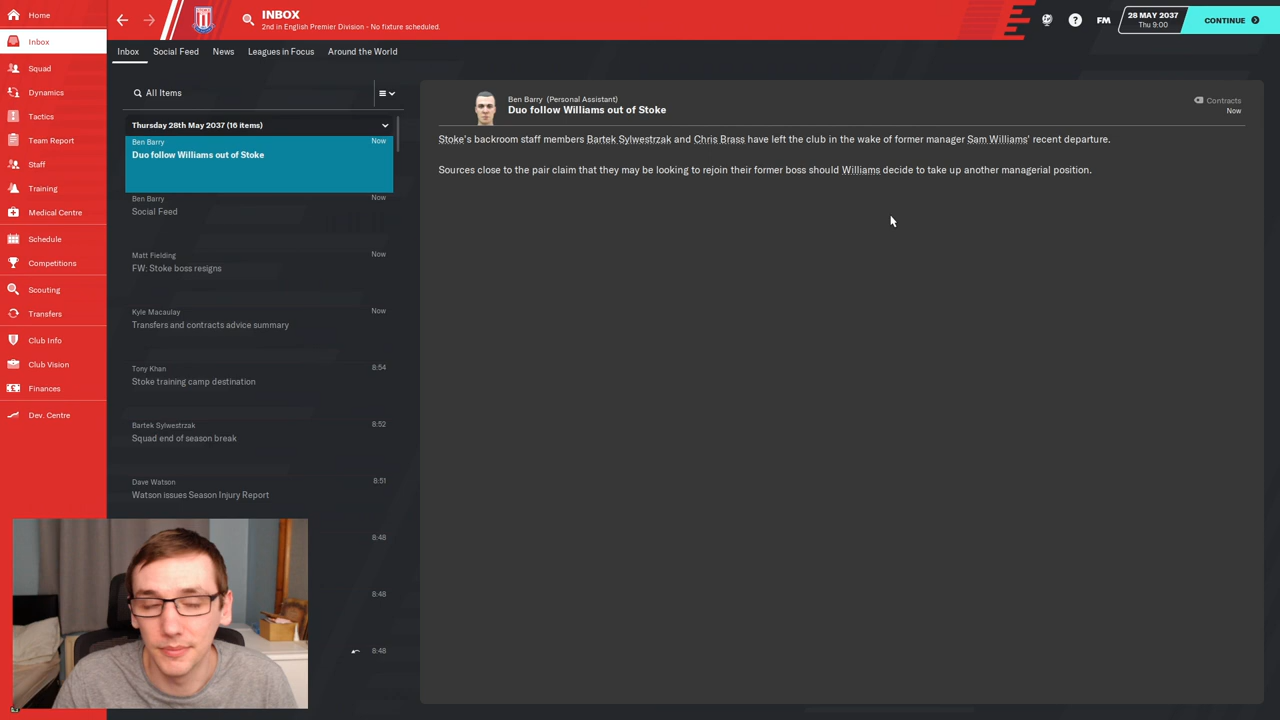 Home
Inbox
Squad
Dynamics
Tactics
Team Report
Staff
Training
Medical Centre
Schedule
Competitions
Scouting
Transfers
Club Info
Club Vision
Finances
Dev. Centre
INBOX
2nd in English Premier Division - No fixture scheduled.
?
FM
28 MAY 2037
Thu 9:00
CONTINUE
Inbox
Social Feed
News
Leagues in Focus
Around the World
All Items
Thursday 28th May 2037 (16 items)
Ben Barry Now
Duo follow Williams out of Stoke
Ben Barry Now
Social Feed
Matt Fielding Now
FW: Stoke boss resigns
Kyle Macaulay Now
Transfers and contracts advice summary
Tony Khan 8:54
Stoke training camp destination
Bartek Sylwestrzak 8:52
Squad end of season break
Dave Watson 8:51
Watson issues Season Injury Report
8:48
8:48
8:48
Ben Barry (Personal Assistant)
Duo follow Williams out of Stoke
Contracts
Now
Stoke's backroom staff members Bartek Sylwestrzak and Chris Brass have left the club in the wake of former manager Sam Williams' recent departure.
Sources close to the pair claim that they may be looking to rejoin their former boss should Williams decide to take up another managerial position.